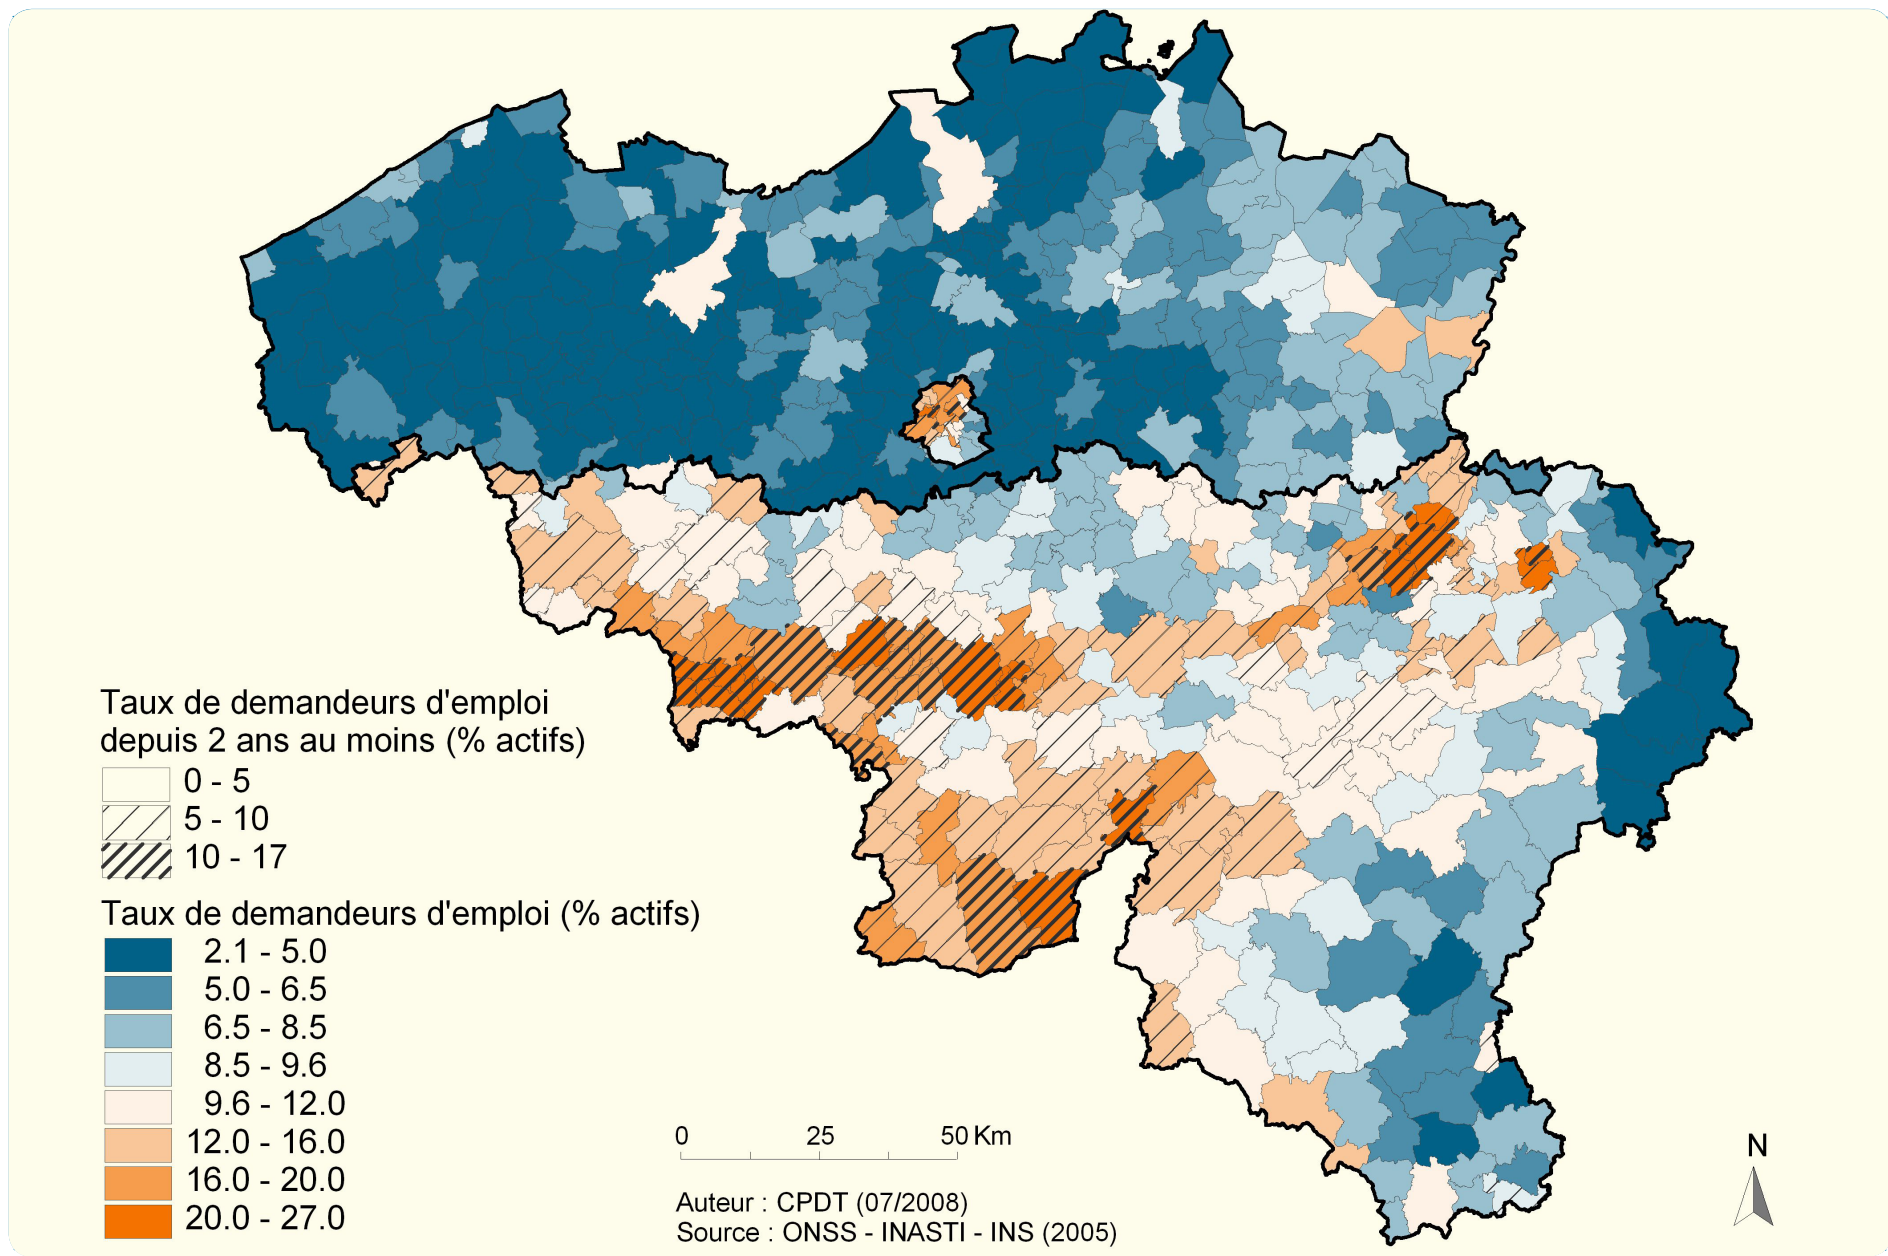 Taux de demandeurs d'emploi
depuis 2 ans au moins (% actifs)
0 - 5
5 - 10
10 - 17
Taux de demandeurs d'emploi (% actifs)
2.1 - 5.0
5.0 - 6.5
6.5 - 8.5
8.5 - 9.6
9.6 - 12.0
12.0 - 16.0
16.0 - 20.0
20.0 - 27.0
0 25 50 Km
Auteur : CPDT (07/2008)
Source : ONSS - INASTI - INS (2005)
N